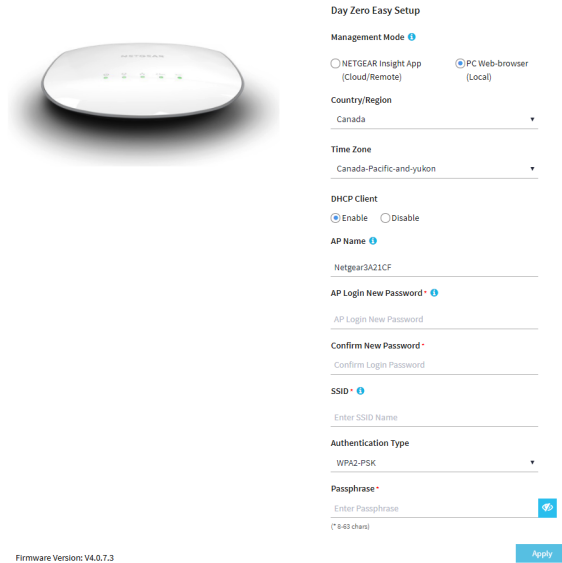 NETGEAR
Day Zero Easy Setup
Management Mode
NETGEAR Insight App
(Cloud/Remote)
PC Web-browser
(Local)
Country/Region
Canada
Time Zone
Canada-Pacific-and-yukon
DHCP Client
Enable Disable
AP Name
Netgear3A21CF
AP Login New Password*
AP Login New Password
Confirm New Password*
Confirm Login Password
SSID*
Enter SSID Name
Authentication Type
WPA2-PSK
Passphrase*
Enter Passphrase
(* 8-63 chars)
Apply
Firmware Version: V4.0.7.3